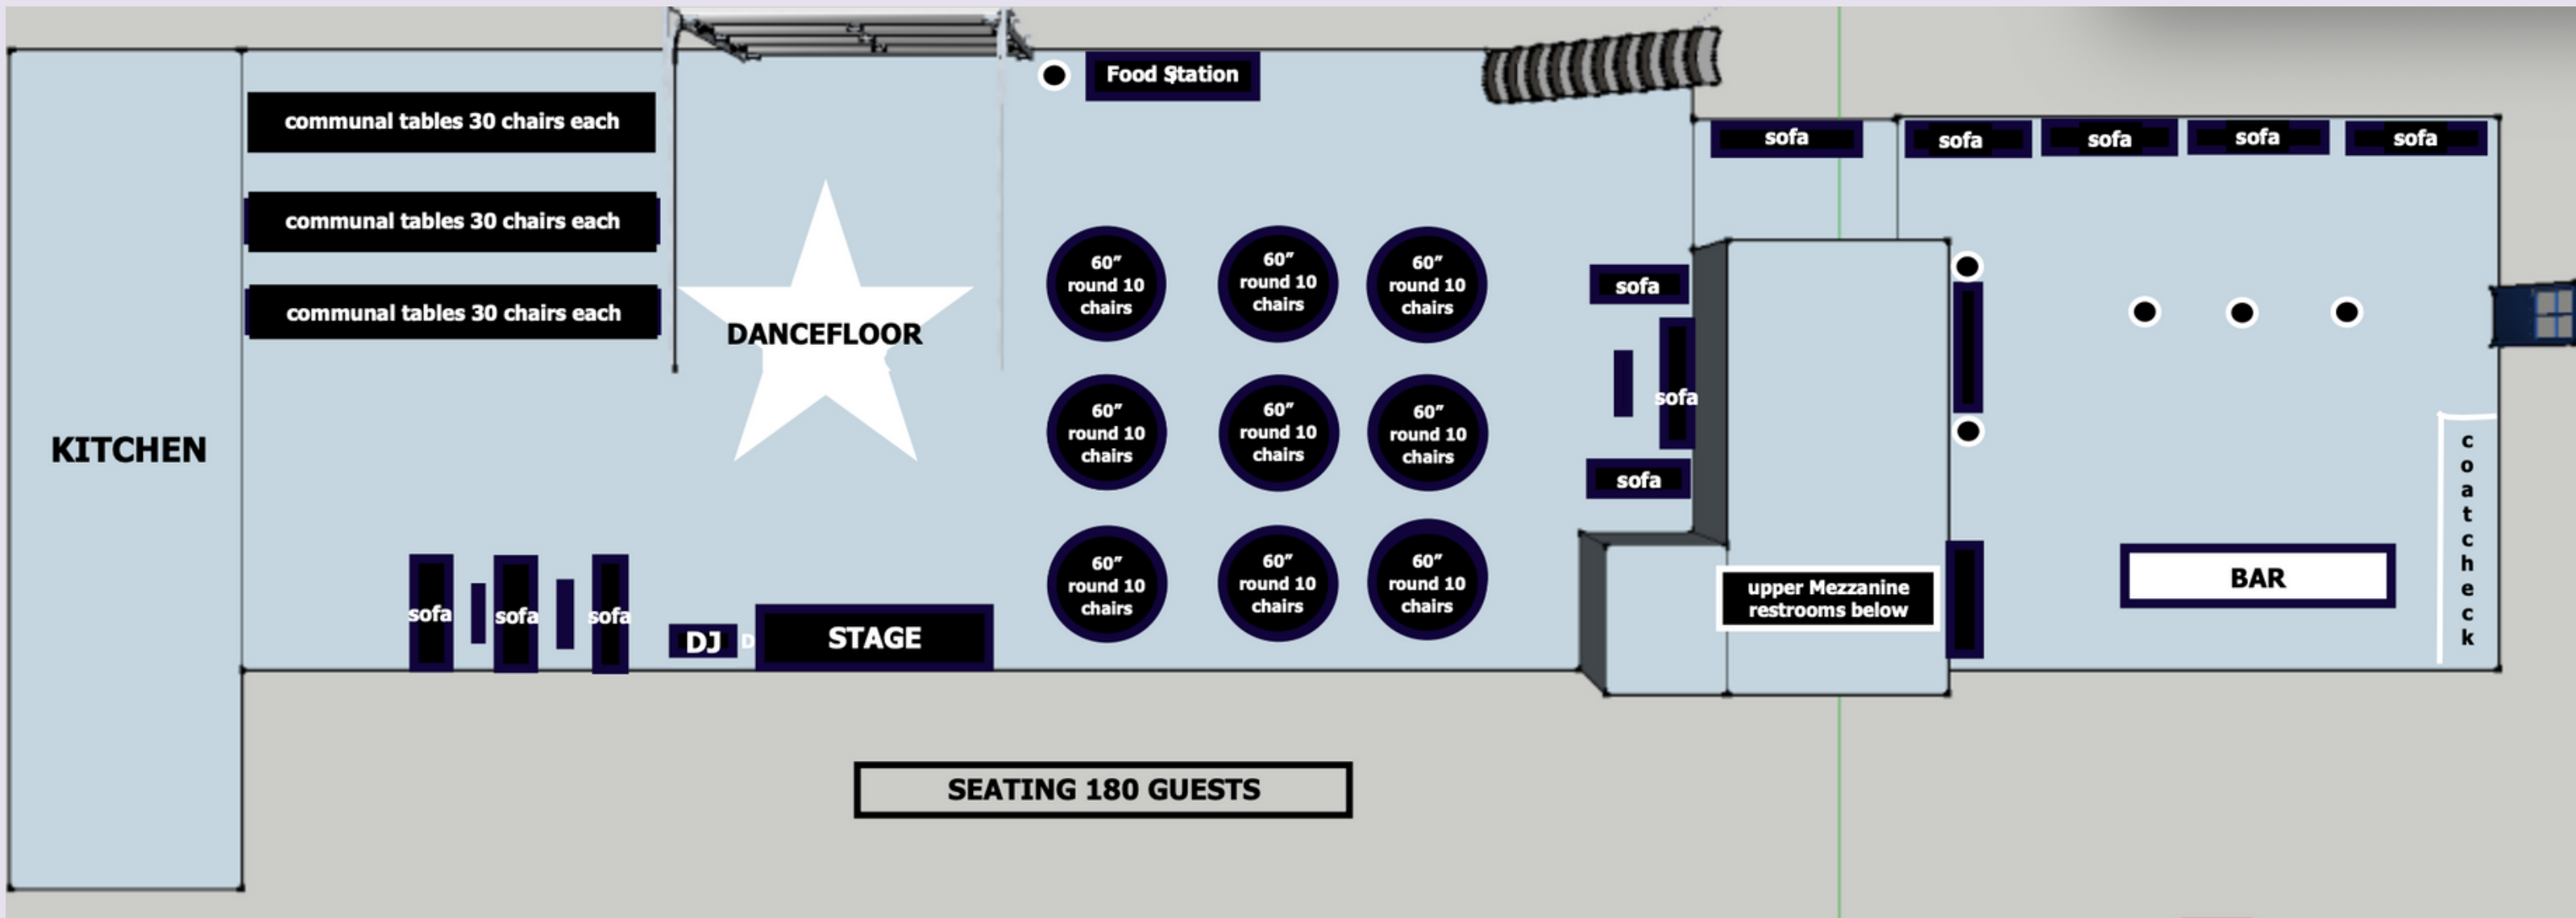 Food Station
communal tables 30 chairs each
sofa
sofa
sofa
sofa
sofa
communal tables 30 chairs each
60”
round 10
chairs
60”
round 10
chairs
60”
round 10
chairs
sofa
communal tables 30 chairs each
DANCEFLOOR
sofa
60”
round 10
chairs
60”
round 10
chairs
60”
round 10
chairs
KITCHEN
sofa
c
o
a
t
c
h
e
c
k
60”
round 10
chairs
60”
round 10
chairs
60”
round 10
chairs
upper Mezzanine
restrooms below
BAR
sofa
sofa
sofa
DJ
D
STAGE
SEATING 180 GUESTS